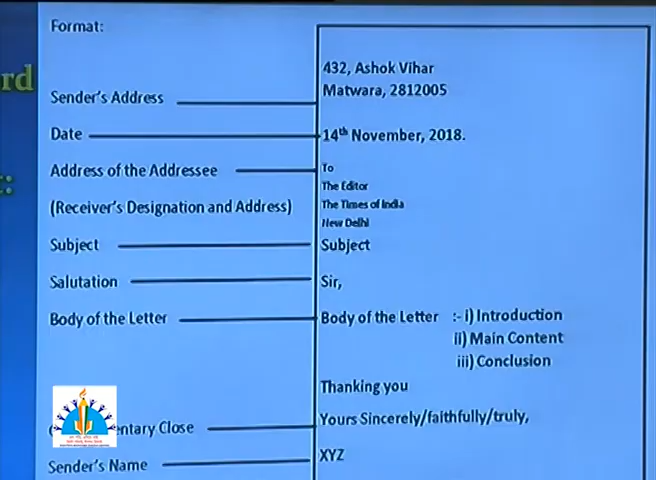 Format:
rd
432, Ashok Vihar
Matwara, 2812005
Sender's Address
Date
14th November, 2018.
Address of the Addressee
To
The Editor
(Receiver's Designation and Address)
The Times of India
New Delhi
Subject
Subject
Salutation
Sir,
Body of the Letter
Body of the Letter :- i) Introduction
ii) Main Content
iii) Conclusion
Thanking you
entary Close
Yours Sincerely/faithfully/truly,
Sender's Name
XYZ